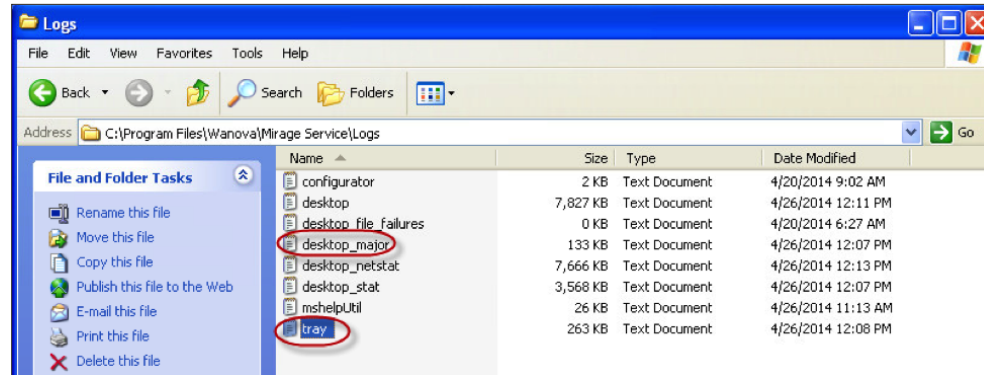 Logs
File Edit View Favorites Tools Help
Back Search Folders
Address C:\Program Files\Wanova\Mirage Service\Logs Go
File and Folder Tasks
Rename this file
Move this file
Copy this file
Publish this file to the Web
E-mail this file
Print this file
Delete this file
Name Size Type Date Modified
configurator 2 KB Text Document 4/20/2014 9:02 AM
desktop 7,827 KB Text Document 4/26/2014 12:11 PM
desktop_file_failures 0 KB Text Document 4/20/2014 6:27 AM
desktop_major 133 KB Text Document 4/26/2014 12:07 PM
desktop_netstat 7,666 KB Text Document 4/26/2014 12:13 PM
desktop_stat 3,568 KB Text Document 4/26/2014 12:07 PM
mshelpUtil 26 KB Text Document 4/26/2014 11:13 AM
tray 263 KB Text Document 4/26/2014 12:08 PM